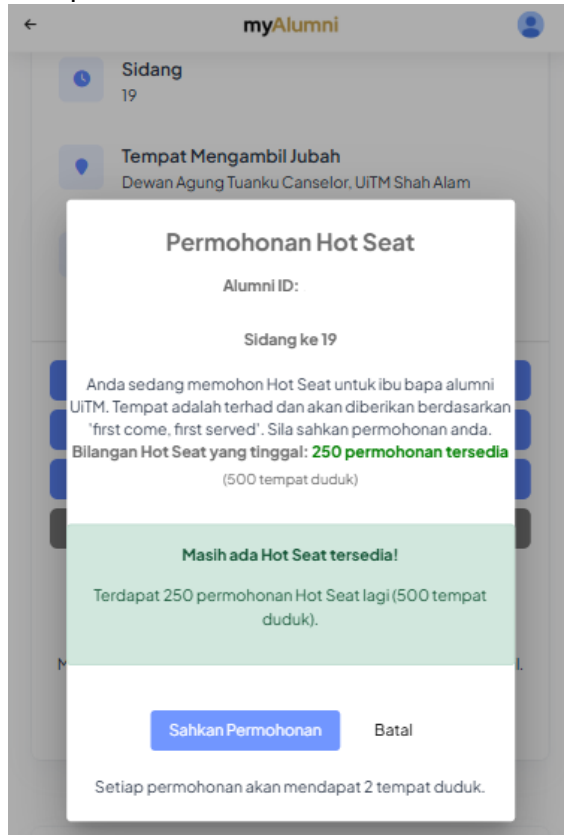 myAlumni
Sidang
19
Tempat Mengambil Jubah
Dewan Agung Tuanku Canselor, UiTM Shah Alam
Permohonan Hot Seat
Alumni ID:
Sidang ke 19
Anda sedang memohon Hot Seat untuk ibu bapa alumni
UiTM. Tempat adalah terhad dan akan diberikan berdasarkan
'first come, first served'. Sila sahkan permohonan anda.
Bilangan Hot Seat yang tinggal: 250 permohonan tersedia
(500 tempat duduk)
Masih ada Hot Seat tersedia!
Terdapat 250 permohonan Hot Seat lagi (500 tempat
duduk).
Sahkan Permohonan
Batal
Setiap permohonan akan mendapat 2 tempat duduk.